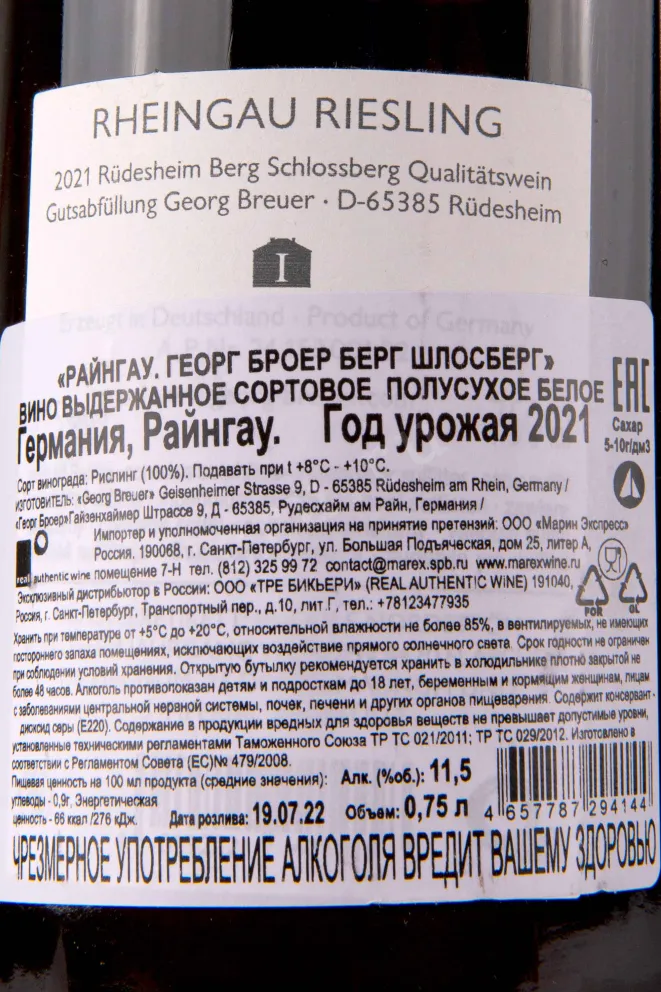 RHEINGAU RIESLING
2021 Rüdesheim Berg Schlossberg Qualitätswein
Gutsabfüllung Georg Breuer · D-65385 Rüdesheim
I
Erzeugt in Deutschland · Product of Germany
«РАЙНГАУ. ГЕОРГ БРОЕР БЕРГ ШЛОСБЕРГ»
ВИНО ВЫДЕРЖАННОЕ СОРТОВОЕ ПОЛУСУХОЕ БЕЛОЕ
EAC
Германия, Райнгау. Год урожая 2021
Сахар
5-10г/дм3
Сорт винограда: Рислинг (100%). Подавать при t +8°C - +10°C.
ИЗГОТОВИТЕЛЬ: «Georg Breuer» Geisenheimer Strasse 9, D - 65385 Rüdesheim am Rhein, Germany /
«Георг Броер»Гайзенхаймер Штрассе 9, Д - 65385, Рудесхайм ам Райн, Германия /
Импортер и уполномоченная организация на принятие претензий: ООО «Марин Экспресс»
Россия, 190068, г. Санкт-Петербург, ул. Большая Подъяческая, дом 25, литер А,
real authentic wine помещение 7-Н тел. (812) 325 99 72 contact@marex.spb.ru www.marexwine.ru
Эксклюзивный дистрибьютор в России: ООО «ТРЕ БИКЬЕРИ» (REAL AUTHENTIC WINE) 191040,
Россия, г. Санкт-Петербург, Транспортный пер., д.10, лит.Г, тел.: +78123477935
GL
Хранить при температуре от +5°C до +20°C, относительной влажности не более 85%, в вентилируемых, не имеющих
постороннего запаха помещениях, исключающих воздействие прямого солнечного света. Срок годности не ограничен
при соблюдении условий хранения. Открытую бутылку рекомендуется хранить в холодильнике плотно закрытой не
более 48 часов. Алкоголь противопоказан детям и подросткам до 18 лет, беременным и кормящим женщинам, лицам
с заболеваниями центральной нервной системы, почек, печени и других органов пищеварения. Содержит консервант -
диоксид серы (E220). Содержание в продукции вредных для здоровья веществ не превышает допустимые уровни,
установленные техническими регламентами Таможенного Союза ТР ТС 021/2011; ТР ТС 029/2012. Изготовлено в
соответствии с Регламентом Совета (ЕС)№ 479/2008.
Пищевая ценность на 100 мл продукта (средние значения):
углеводы - 0,9г, Энергетическая
ценность - 66 ккал /276 кДж.
Алк. (%об.): 11,5
Дата розлива: 19.07.22 Объем: 0,75 л
4 657787 294144
ЧРЕЗМЕРНОЕ УПОТРЕБЛЕНИЕ АЛКОГОЛЯ ВРЕДИТ ВАШЕМУ ЗДОРОВЬЮ